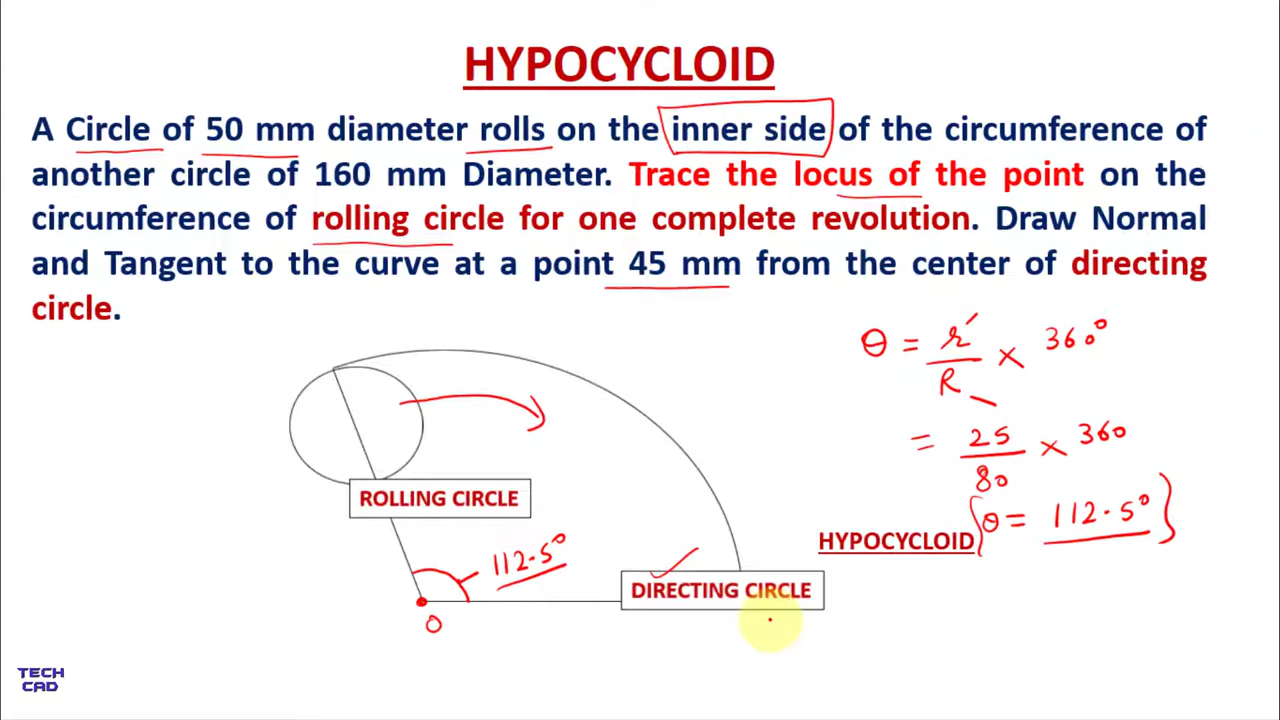 HYPOCYCLOID
A Circle of 50 mm diameter rolls on the inner side of the circumference of
another circle of 160 mm Diameter. Trace the locus of the point on the
circumference of rolling circle for one complete revolution. Draw Normal
and Tangent to the curve at a point 45 mm from the center of directing
circle.
θ = r'/R × 360°
= 25/80 × 360
θ = 112.5°
ROLLING CIRCLE
112.5°
HYPOCYCLOID
DIRECTING CIRCLE
O
TECH
CAD